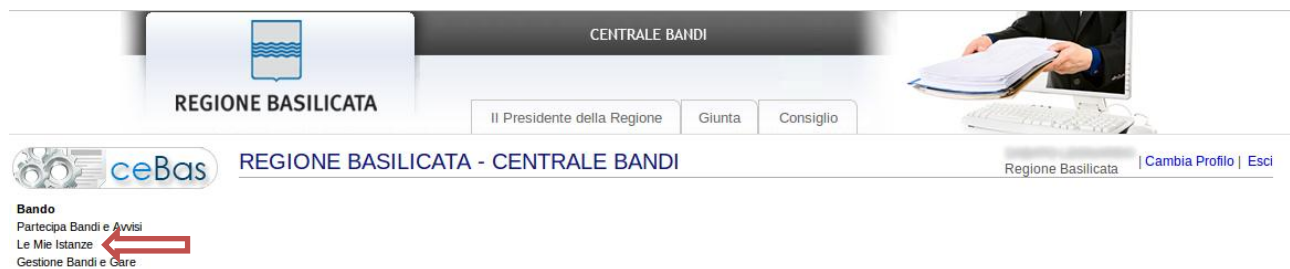 CENTRALE BANDI
REGIONE BASILICATA
Il Presidente della Regione Giunta Consiglio
ceBas REGIONE BASILICATA - CENTRALE BANDI
Regione Basilicata | Cambia Profilo | Esci
Bando
Partecipa Bandi e Avvisi
Le Mie Istanze
Gestione Bandi e Gare